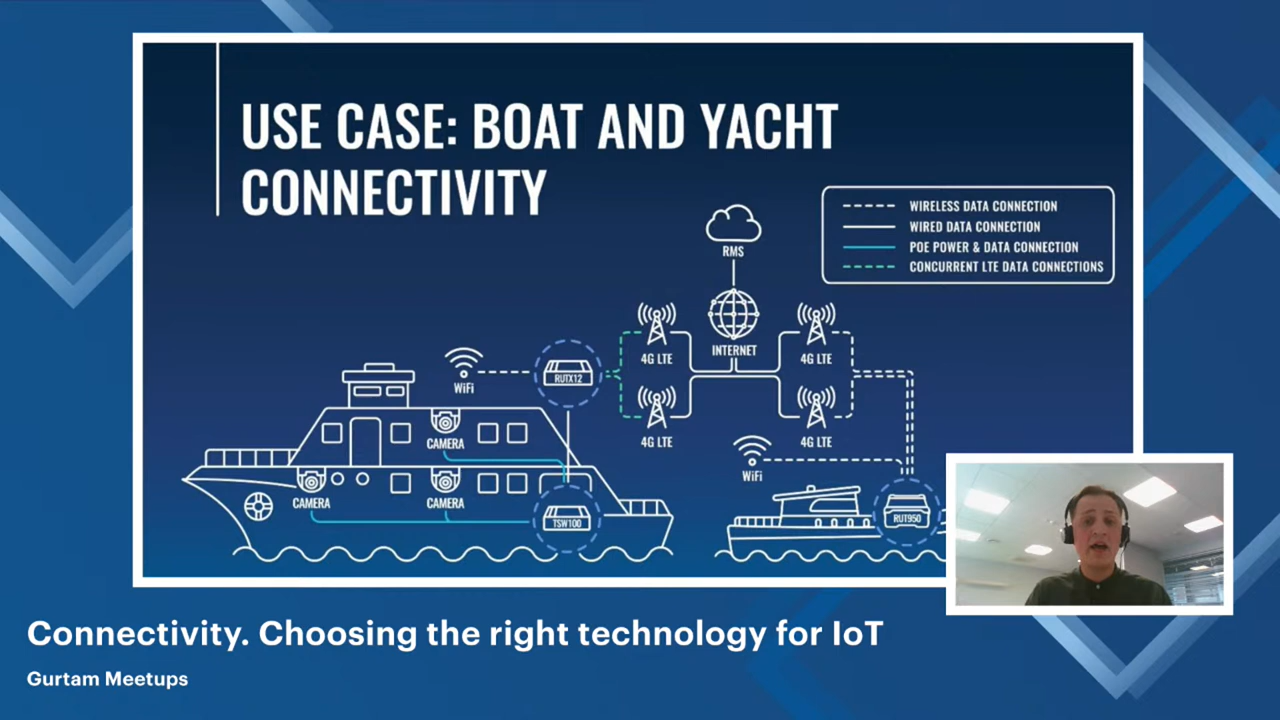 USE CASE: BOAT AND YACHT
CONNECTIVITY
WIRELESS DATA CONNECTION
WIRED DATA CONNECTION
POE POWER & DATA CONNECTION
CONCURRENT LTE DATA CONNECTIONS
RMS
INTERNET
4G LTE
4G LTE
4G LTE
4G LTE
WiFi
RUTX12
CAMERA
CAMERA
CAMERA
TSW100
WiFi
RUT950
Connectivity. Choosing the right technology for IoT
Gurtam Meetups